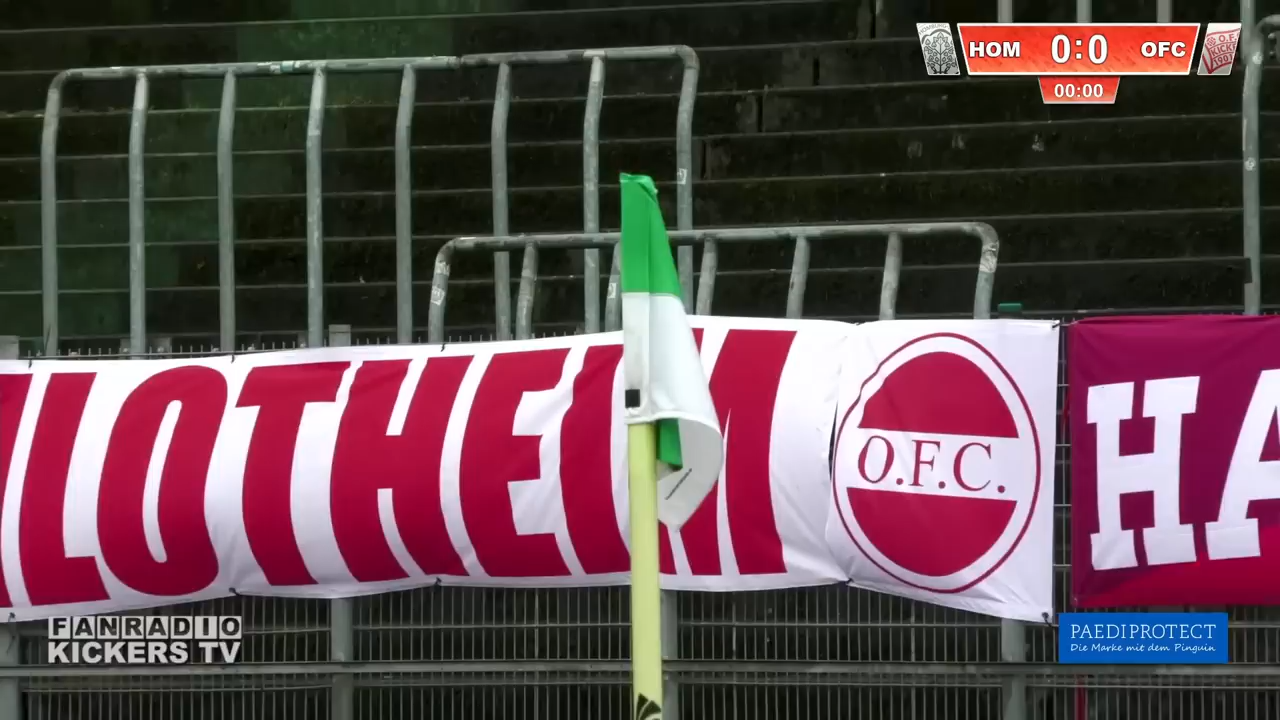 HOM 0:0 OFC
00:00
LOTHEIM
O.F.C.
HA
FANRADIO
KICKERS TV
PAEDIPROTECT
Die Marke mit dem Pinguin